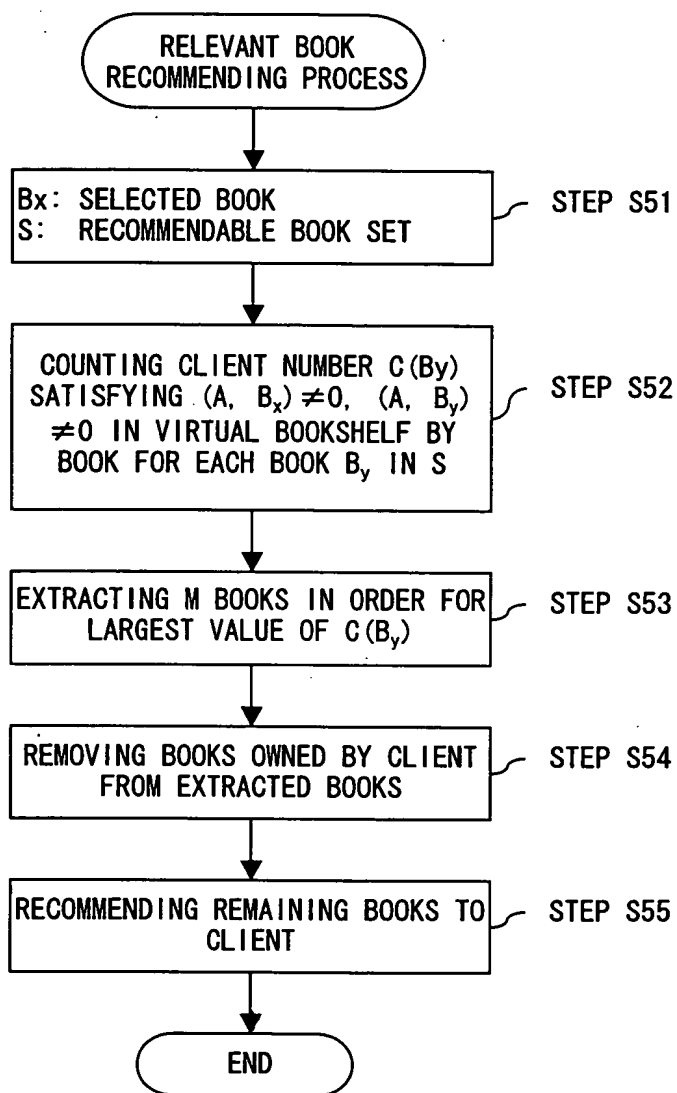 RELEVANT BOOK
RECOMMENDING PROCESS
Bx: SELECTED BOOK
S: RECOMMENDABLE BOOK SET
STEP S51
COUNTING CLIENT NUMBER C(By)
SATISFYING (A, Bx) ≠0, (A, By)
≠0 IN VIRTUAL BOOKSHELF BY
BOOK FOR EACH BOOK By IN S
STEP S52
EXTRACTING M BOOKS IN ORDER FOR
LARGEST VALUE OF C(By)
STEP S53
REMOVING BOOKS OWNED BY CLIENT
FROM EXTRACTED BOOKS
STEP S54
RECOMMENDING REMAINING BOOKS TO
CLIENT
STEP S55
END